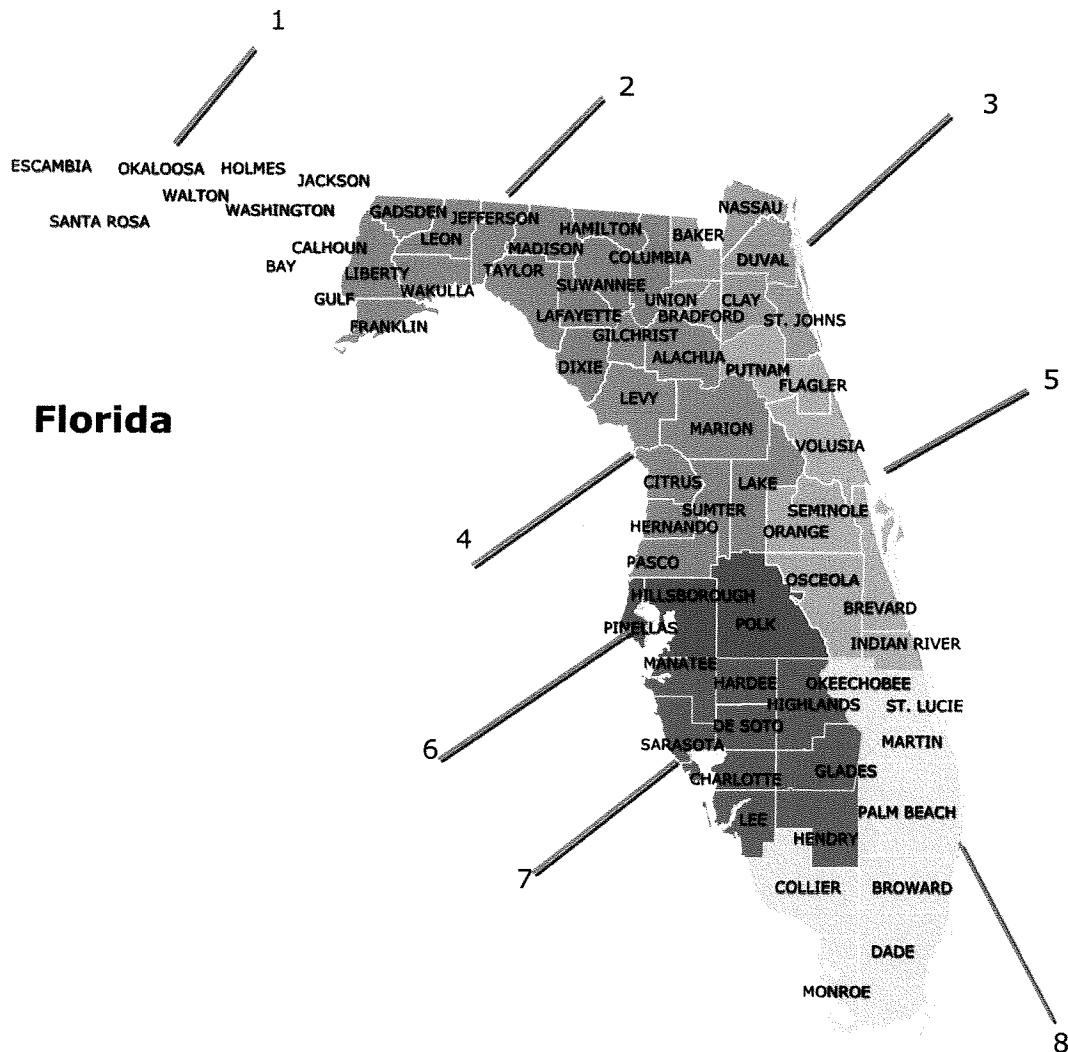 1
2
3
ESCAMBIA OKALOOSA HOLMES
JACKSON
WALTON
WASHINGTON
SANTA ROSA
NASSAU
GADSDEN JEFFERSON
HAMILTON
BAKER
LEON
MADISON
COLUMBIA
DUVAL
CALHOUN
BAY
LIBERTY
TAYLOR
SUWANNEE
WAKULLA
GULF
UNION CLAY
FRANKLIN
LAFAYETTE
BRADFORD
ST. JOHNS
GILCHRIST
ALACHUA
DIXIE
PUTNAM
FLAGLER
5
LEVY
Florida
MARION
VOLUSIA
CITRUS
LAKE
SUMTER
SEMINOLE
HERNANDO
ORANGE
4
PASCO
OSCEOLA
HILLSBOROUGH
BREVARD
PINELLAS
POLK
INDIAN RIVER
MANATEE
HARDEE
OKEECHOBEE
HIGHLANDS
ST. LUCIE
DE SOTO
6
SARASOTA
MARTIN
CHARLOTTE
GLADES
LEE
PALM BEACH
HENDRY
7
COLLIER
BROWARD
DADE
MONROE
8